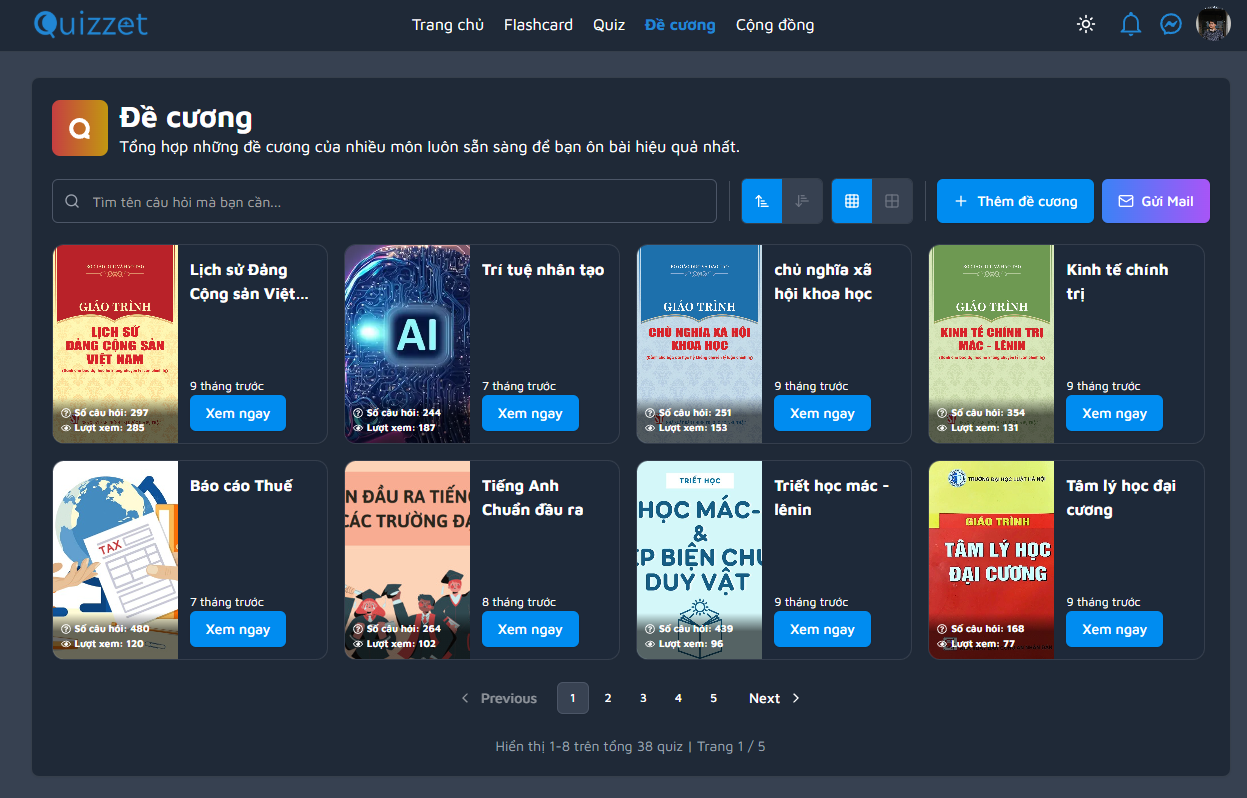 Quizzet
Trang chủ
Flashcard
Quiz
Đề cương
Cộng đồng
Đề cương
Tổng hợp những đề cương của nhiều môn luôn sẵn sàng để bạn ôn bài hiệu quả nhất.
Tìm tên câu hỏi mà bạn cần...
Thêm đề cương
Gửi Mail
GIÁO TRÌNH
LỊCH SỬ
ĐẢNG CỘNG SẢN
VIỆT NAM
Số câu hỏi: 297
Lượt xem: 285
Lịch sử Đảng
Cộng sản Việt...
9 tháng trước
Xem ngay
AI
Số câu hỏi: 244
Lượt xem: 187
Trí tuệ nhân tạo
7 tháng trước
Xem ngay
GIÁO TRÌNH
CHỦ NGHĨA XÃ HỘI
KHOA HỌC
Số câu hỏi: 251
Lượt xem: 153
chủ nghĩa xã
hội khoa học
9 tháng trước
Xem ngay
GIÁO TRÌNH
KINH TẾ CHÍNH TRỊ
MÁC - LÊNIN
Số câu hỏi: 354
Lượt xem: 131
Kinh tế chính
trị
9 tháng trước
Xem ngay
TAX
Số câu hỏi: 480
Lượt xem: 120
Báo cáo Thuế
7 tháng trước
Xem ngay
N ĐẦU RA TIẾNG
CÁC TRƯỜNG ĐẠ
Số câu hỏi: 264
Lượt xem: 102
Tiếng Anh
Chuẩn đầu ra
8 tháng trước
Xem ngay
TRIẾT HỌC
HỌC MÁC-
&
ÉP BIỆN CHỨ
DUY VẬT
Số câu hỏi: 439
Lượt xem: 96
Triết học mác -
lênin
9 tháng trước
Xem ngay
TRƯỜNG ĐẠI HỌC LUẬT HÀ NỘI
GIÁO TRÌNH
TÂM LÝ HỌC
ĐẠI CƯƠNG
Số câu hỏi: 168
Lượt xem: 77
Tâm lý học đại
cương
9 tháng trước
Xem ngay
Previous 1 2 3 4 5 Next
Hiển thị 1-8 trên tổng 38 quiz | Trang 1 / 5